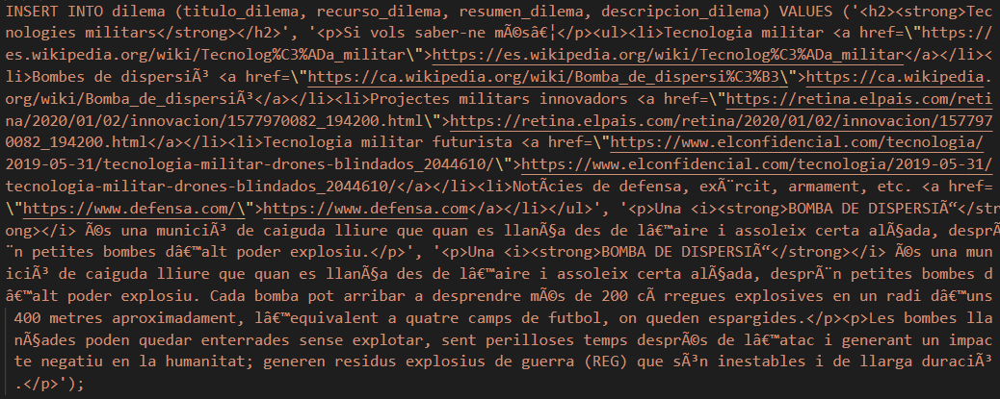 INSERT INTO dilema (titulo_dilema, recurso_dilema, resumen_dilema, descripcion_dilema) VALUES ('<h2><strong>Tec
nologies militars</strong></h2>', '<p>Si vols saber-ne mÃ©sâ€¦</p><ul><li>Tecnologia militar <a href=\"https://
es.wikipedia.org/wiki/Tecnolog%C3%ADa_militar\">https://es.wikipedia.org/wiki/Tecnolog%C3%ADa_militar</a></li><
li>Bombes de dispersiÃ³ <a href=\"https://ca.wikipedia.org/wiki/Bomba_de_dispersi%C3%B3\">https://ca.wikipedia.
org/wiki/Bomba_de_dispersiÃ³</a></li><li>Projectes militars innovadors <a href=\"https://retina.elpais.com/reti
na/2020/01/02/innovacion/1577970082_194200.html\">https://retina.elpais.com/retina/2020/01/02/innovacion/157797
0082_194200.html</a></li><li>Tecnologia militar futurista <a href=\"https://www.elconfidencial.com/tecnologia/
2019-05-31/tecnologia-militar-drones-blindados_2044610/\">https://www.elconfidencial.com/tecnologia/2019-05-31/
tecnologia-militar-drones-blindados_2044610/</a></li><li>NotÃ­cies de defensa, exÃ¨rcit, armament, etc. <a href=
\"https://www.defensa.com/\">https://www.defensa.com</a></li></ul>', '<p>Una <i><strong>BOMBA DE DISPERSIÃ“</str
ong></i> Ã©s una municiÃ³ de caiguda lliure que quan es llanÃ§a des de lâ€™aire i assoleix certa alÃ§ada, desprÃ
¨n petites bombes dâ€™alt poder explosiu.</p>', '<p>Una <i><strong>BOMBA DE DISPERSIÃ“</strong></i> Ã©s una mun
iciÃ³ de caiguda lliure que quan es llanÃ§a des de lâ€™aire i assoleix certa alÃ§ada, desprÃ¨n petites bombes d
â€™alt poder explosiu. Cada bomba pot arribar a desprendre mÃ©s de 200 cÃ rregues explosives en un radi dâ€™uns
400 metres aproximadament, lâ€™equivalent a quatre camps de futbol, on queden espargides.</p><p>Les bombes lla
nÃ§ades poden quedar enterrades sense explotar, sent perilloses temps desprÃ©s de lâ€™atac i generant un impac
te negatiu en la humanitat; generen residus explosius de guerra (REG) que sÃ³n inestables i de llarga duraciÃ³
.</p>');